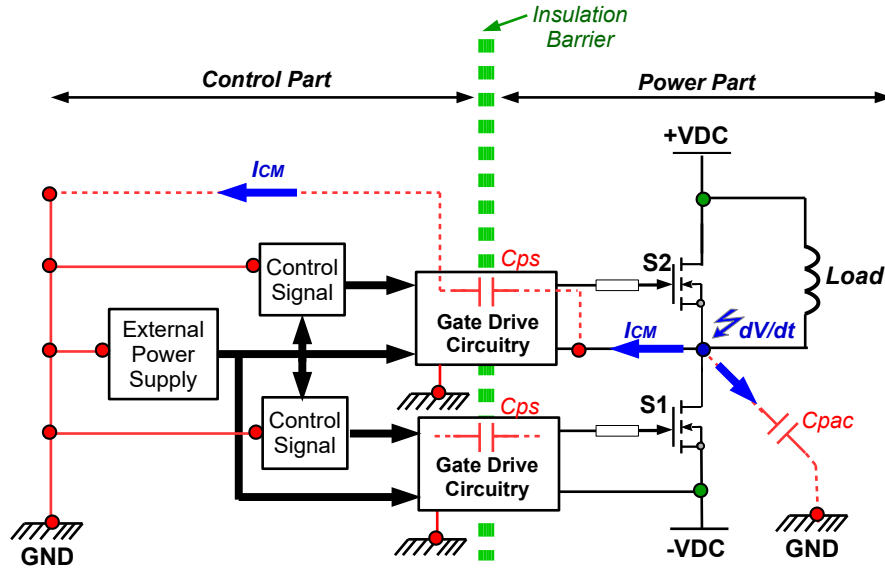 Insulation
Barrier
Control Part
Power Part
+VDC
ICM
Control
Signal
Cps
S2
Load
External
Power
Supply
Gate Drive
Circuitry
ICM
dV/dt
Control
Signal
Cps
S1
Cpac
Gate Drive
Circuitry
GND
-VDC
GND